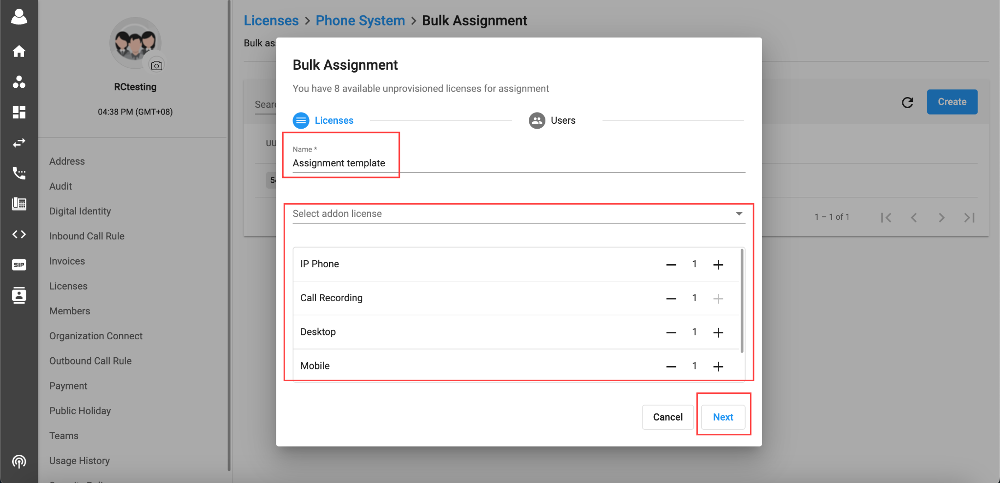 RCtesting
04:38 PM (GMT+08)
Address
Audit
Digital Identity
Inbound Call Rule
Invoices
Licenses
Members
Organization Connect
Outbound Call Rule
Payment
Public Holiday
Teams
Usage History
SIP
Licenses > Phone System > Bulk Assignment
Bulk as
Sear
Create
UU
54
1 – 1 of 1
Bulk Assignment
You have 8 available unprovisioned licenses for assignment
Licenses
Users
Name *
Assignment template
Select addon license
IP Phone 1
Call Recording 1
Desktop 1
Mobile 1
Cancel
Next